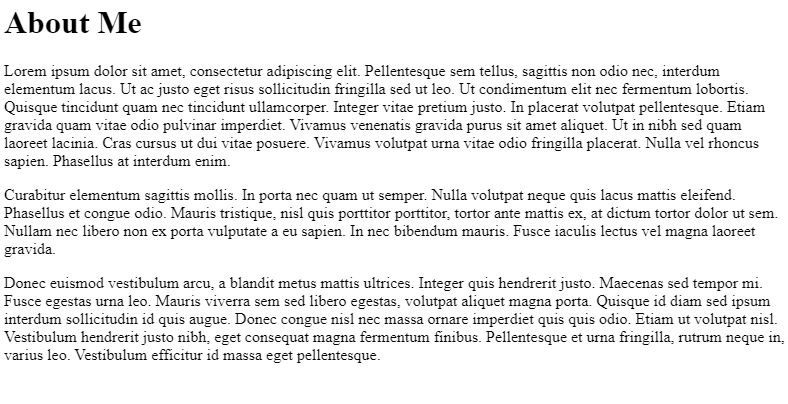 About Me
Lorem ipsum dolor sit amet, consectetur adipiscing elit. Pellentesque sem tellus, sagittis non odio nec, interdum
elementum lacus. Ut ac justo eget risus sollicitudin fringilla sed ut leo. Ut condimentum elit nec fermentum lobortis.
Quisque tincidunt quam nec tincidunt ullamcorper. Integer vitae pretium justo. In placerat volutpat pellentesque. Etiam
gravida quam vitae odio pulvinar imperdiet. Vivamus venenatis gravida purus sit amet aliquet. Ut in nibh sed quam
laoreet lacinia. Cras cursus ut dui vitae posuere. Vivamus volutpat urna vitae odio fringilla placerat. Nulla vel rhoncus
sapien. Phasellus at interdum enim.
Curabitur elementum sagittis mollis. In porta nec quam ut semper. Nulla volutpat neque quis lacus mattis eleifend.
Phasellus et congue odio. Mauris tristique, nisl quis porttitor porttitor, tortor ante mattis ex, at dictum tortor dolor ut sem.
Nullam nec libero non ex porta vulputate a eu sapien. In nec bibendum mauris. Fusce iaculis lectus vel magna laoreet
gravida.
Donec euismod vestibulum arcu, a blandit metus mattis ultrices. Integer quis hendrerit justo. Maecenas sed tempor mi.
Fusce egestas urna leo. Mauris viverra sem sed libero egestas, volutpat aliquet magna porta. Quisque id diam sed ipsum
interdum sollicitudin id quis augue. Donec congue nisl nec massa ornare imperdiet quis quis odio. Etiam ut volutpat nisl.
Vestibulum hendrerit justo nibh, eget consequat magna fermentum finibus. Pellentesque et urna fringilla, rutrum neque in,
varius leo. Vestibulum efficitur id massa eget pellentesque.